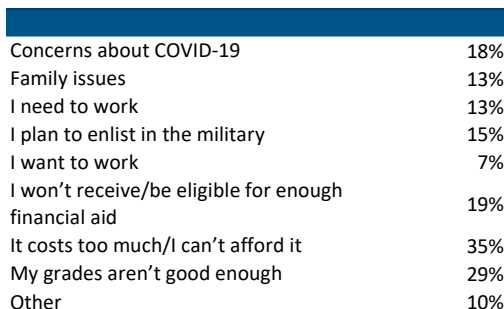 Concerns about COVID-19 18%
Family issues 13%
I need to work 13%
I plan to enlist in the military 15%
I want to work 7%
I won’t receive/be eligible for enough
financial aid 19%
It costs too much/I can’t afford it 35%
My grades aren’t good enough 29%
Other 10%